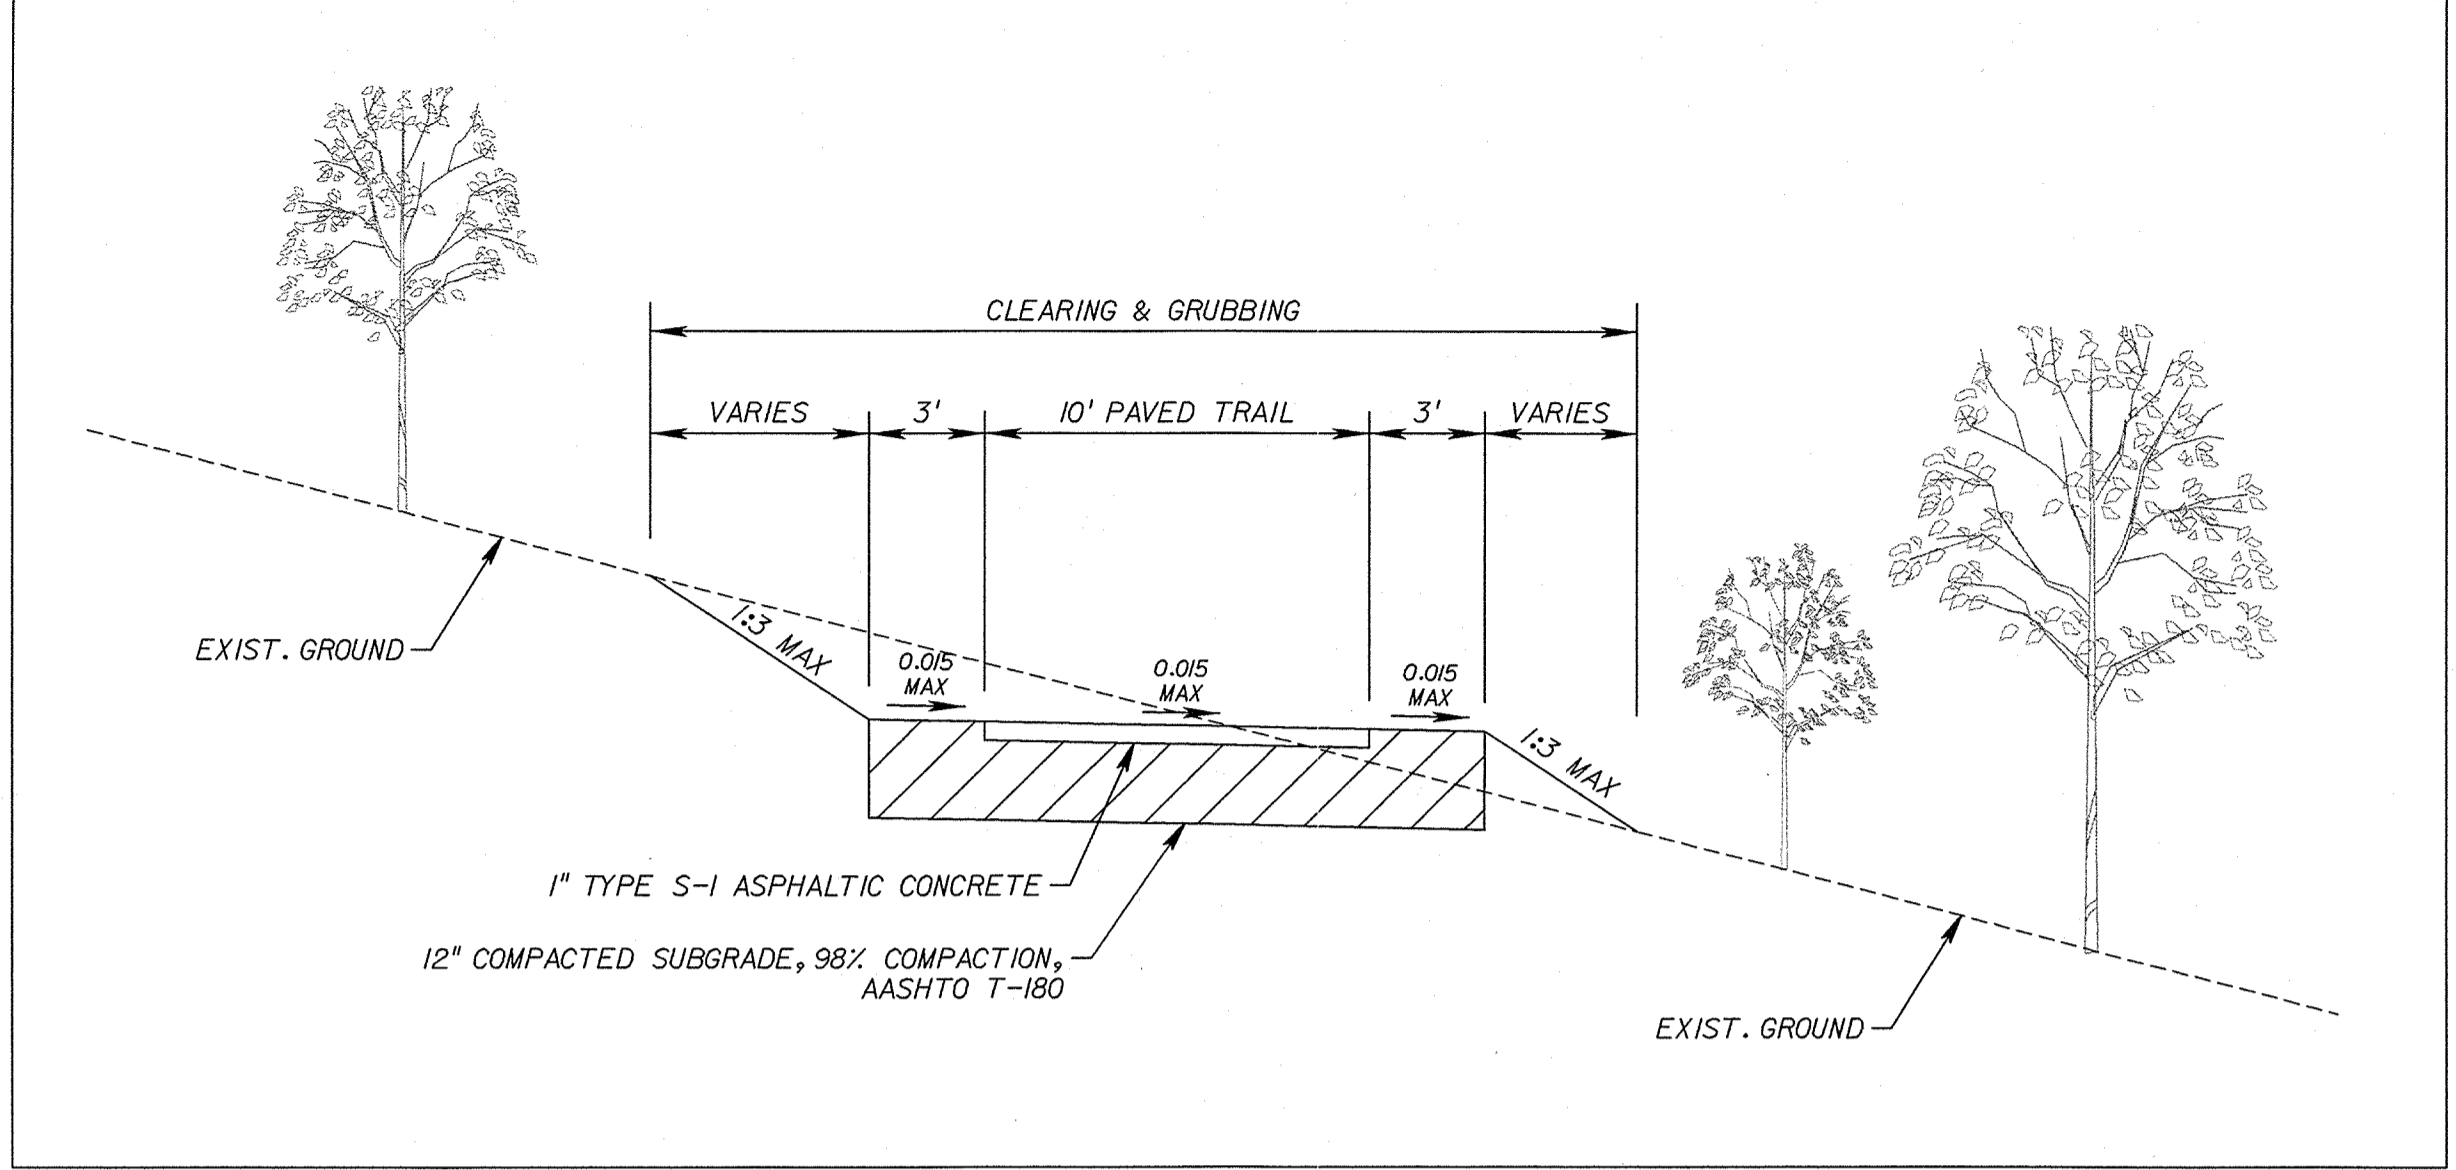 CLEARING & GRUBBING
VARIES
3'
10' PAVED TRAIL
3'
VARIES
EXIST. GROUND
1:3 MAX
0.015
MAX
0.015
MAX
0.015
MAX
1:3 MAX
1" TYPE S-1 ASPHALTIC CONCRETE
12" COMPACTED SUBGRADE, 98% COMPACTION,
AASHTO T-180
EXIST. GROUND